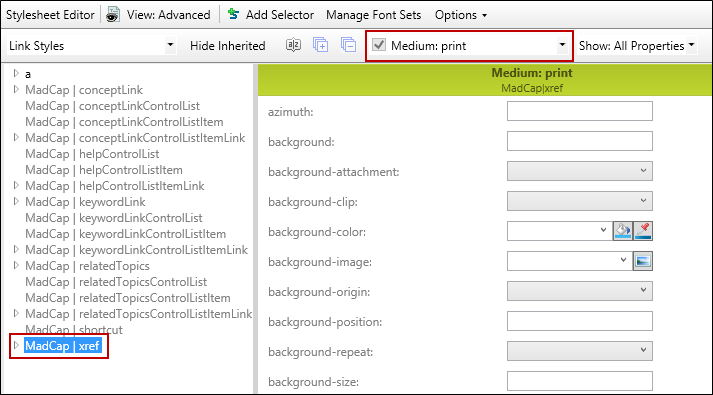 Stylesheet Editor View: Advanced Add Selector Manage Font Sets Options
Link Styles Hide Inherited Medium: print Show: All Properties
a
MadCap | conceptLink
MadCap | conceptLinkControlList
MadCap | conceptLinkControlListItem
MadCap | conceptLinkControlListItemLink
MadCap | helpControlList
MadCap | helpControlListItem
MadCap | helpControlListItemLink
MadCap | keywordLink
MadCap | keywordLinkControlList
MadCap | keywordLinkControlListItem
MadCap | keywordLinkControlListItemLink
MadCap | relatedTopics
MadCap | relatedTopicsControlList
MadCap | relatedTopicsControlListItem
MadCap | relatedTopicsControlListItemLink
MadCap | shortcut
MadCap | xref
Medium: print
MadCap|xref
azimuth:
background:
background-attachment:
background-clip:
background-color:
background-image:
background-origin:
background-position:
background-repeat:
background-size: